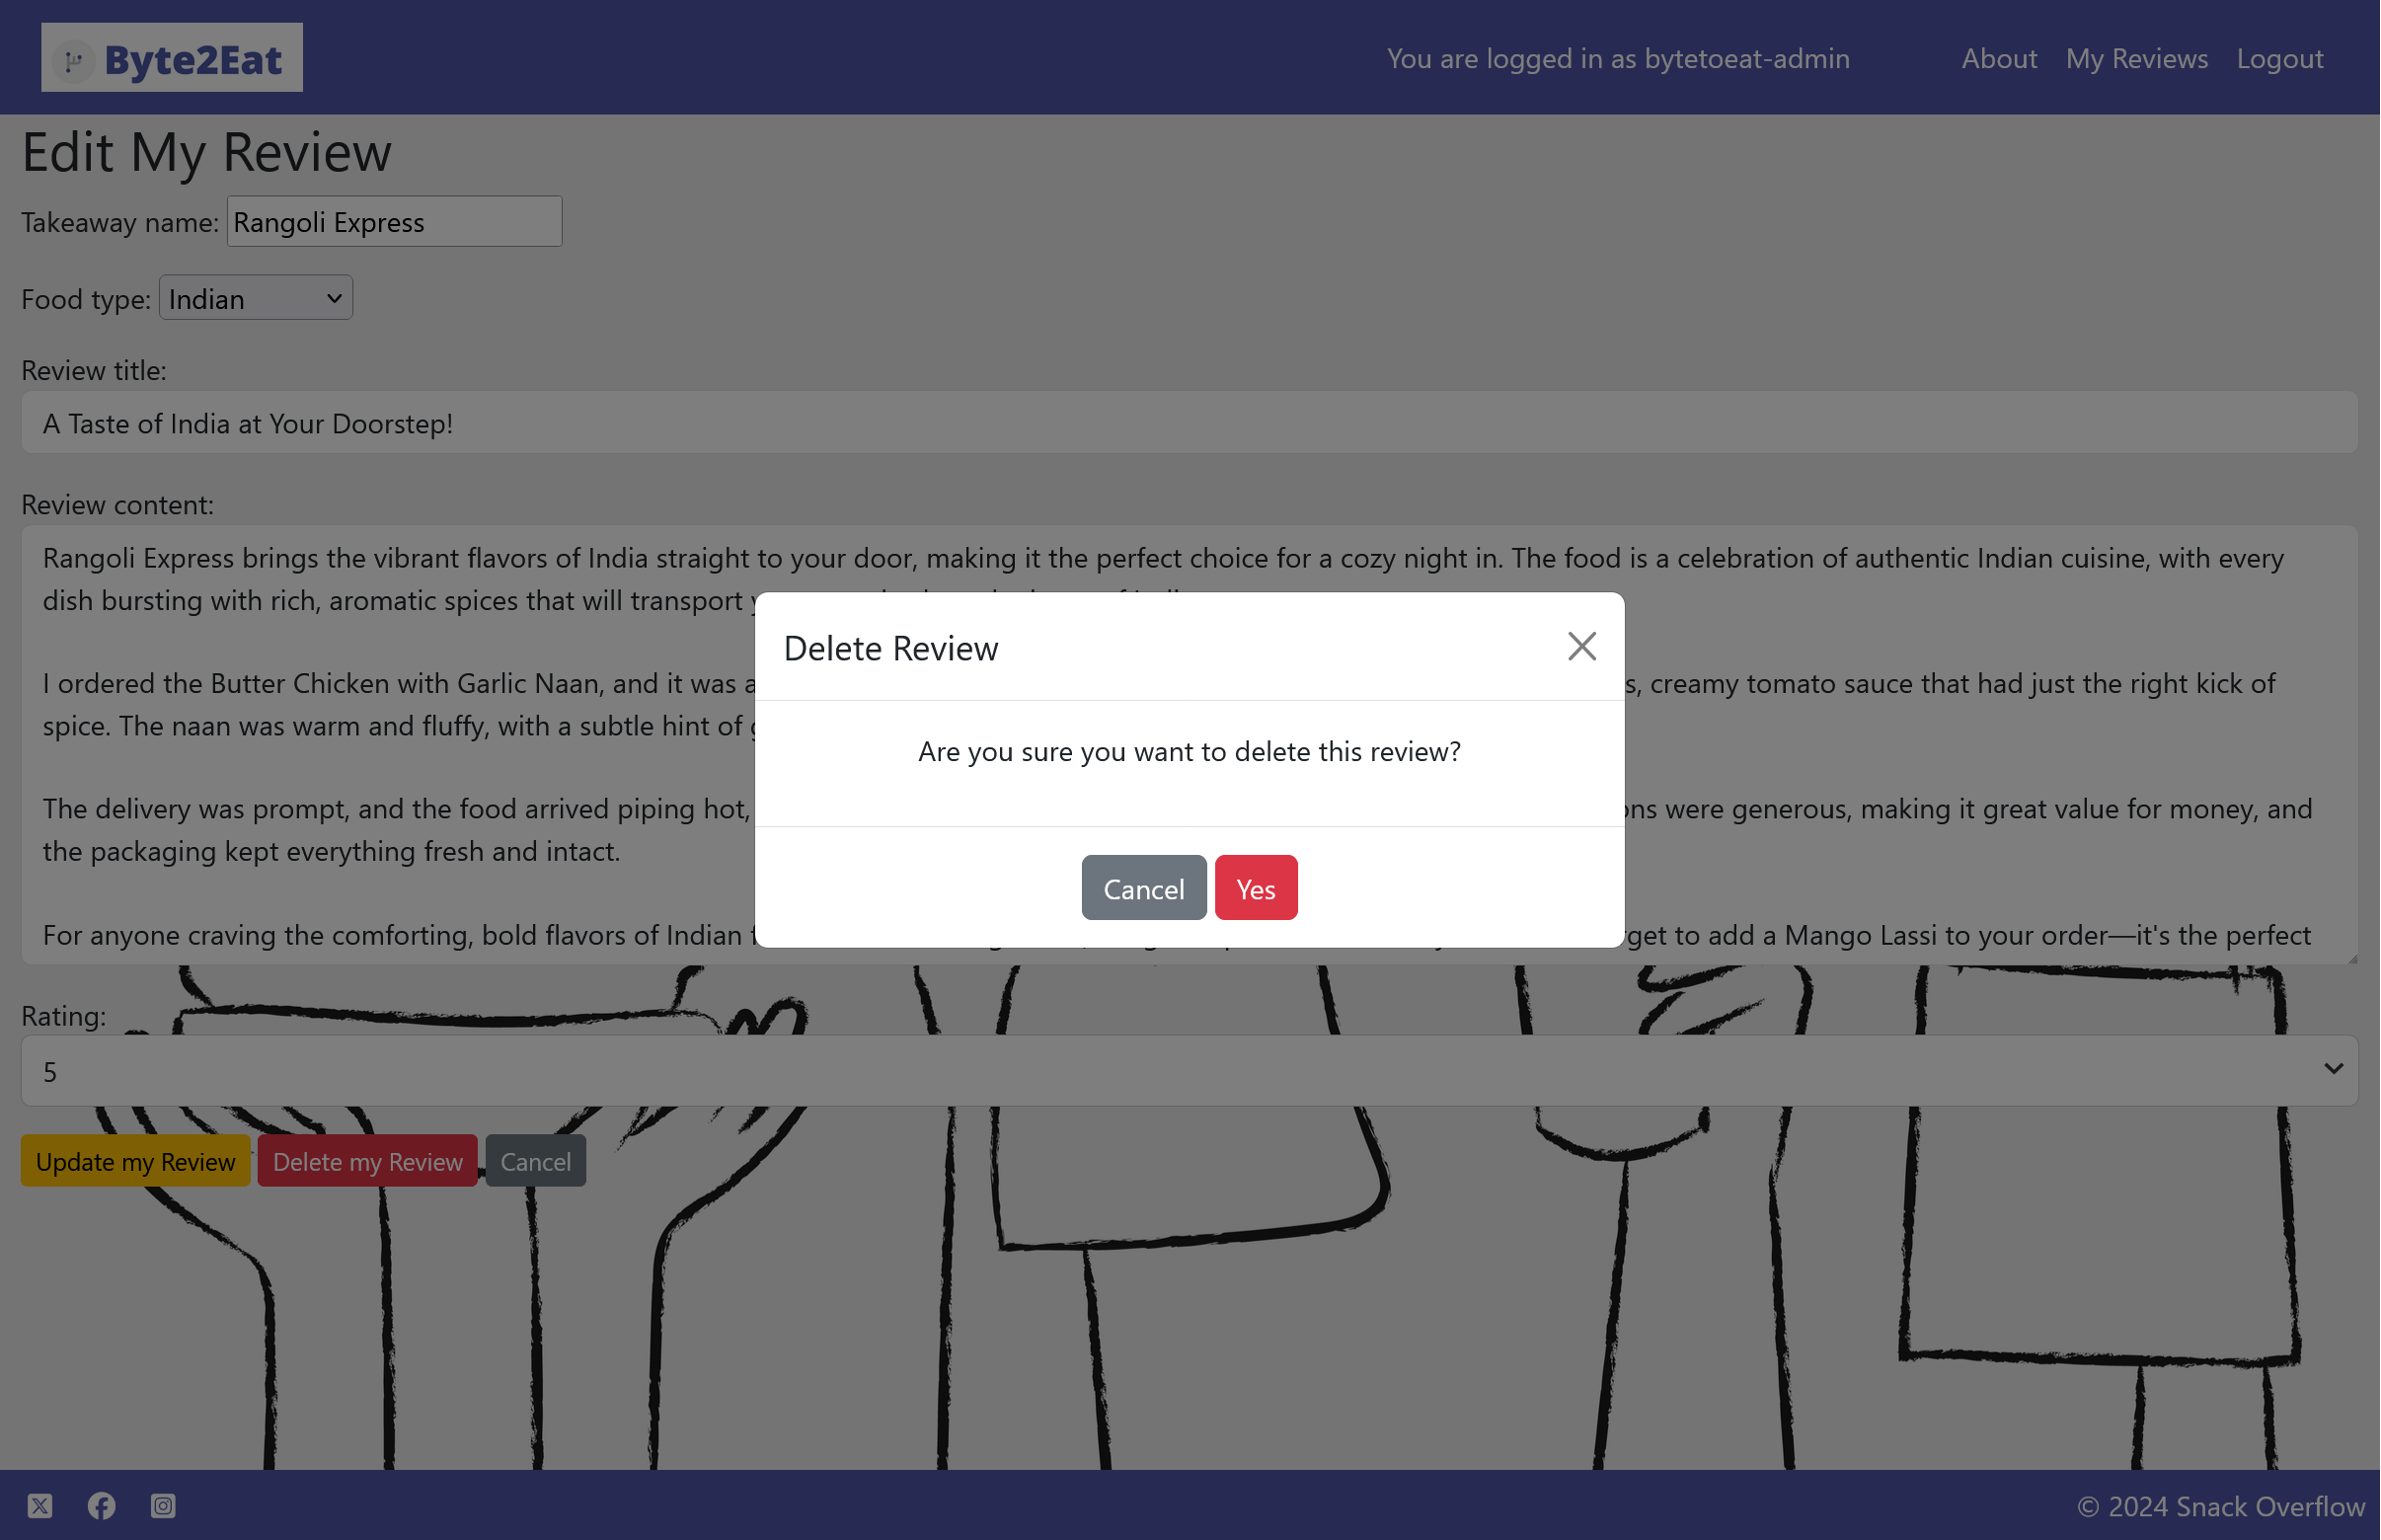 Byte2Eat
You are logged in as bytetoeat-admin
About
My Reviews
Logout
Edit My Review
Takeaway name: Rangoli Express
Food type: Indian
Review title:
A Taste of India at Your Doorstep!
Review content:
Rangoli Express brings the vibrant flavors of India straight to your door, making it the perfect choice for a cozy night in. The food is a celebration of authentic Indian cuisine, with every
dish bursting with rich, aromatic spices that will transport
I ordered the Butter Chicken with Garlic Naan, and it was creamy tomato sauce that had just the right kick of
spice. The naan was warm and fluffy, with a subtle hint of
The delivery was prompt, and the food arrived piping hot, were generous, making it great value for money, and
the packaging kept everything fresh and intact.
For anyone craving the comforting, bold flavors of Indian to add a Mango Lassi to your order—it's the perfect
Delete Review
Are you sure you want to delete this review?
Cancel Yes
Rating:
5
Update my Review Delete my Review Cancel
© 2024 Snack Overflow